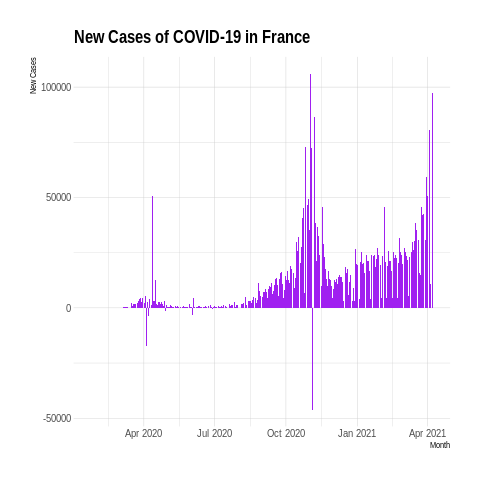 New Cases of COVID-19 in France
New Cases
100000
50000
0
-50000
Apr 2020 Jul 2020 Oct 2020 Jan 2021 Apr 2021
Month